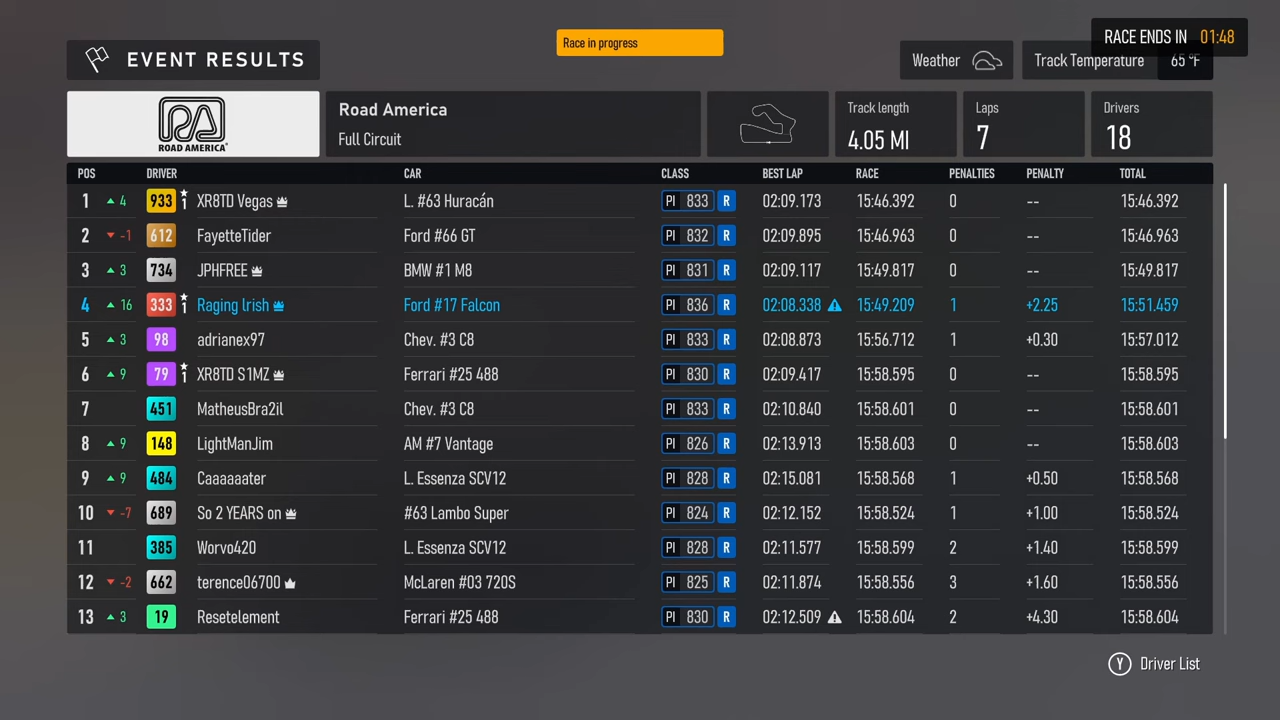 Race in progress
RACE ENDS IN 01:48
EVENT RESULTS
Weather
Track Temperature 65 °F
ROAD AMERICA
Road America
Full Circuit
Track length
4.05 MI
Laps
7
Drivers
18
POS DRIVER CAR CLASS BEST LAP RACE PENALTIES PENALTY TOTAL
1 4 933 1 XR8TD Vegas L. #63 Huracán PI 833 R 02:09.173 15:46.392 0 -- 15:46.392
2 -1 612 FayetteTider Ford #66 GT PI 832 R 02:09.895 15:46.963 0 -- 15:46.963
3 3 734 JPHFREE BMW #1 M8 PI 831 R 02:09.117 15:49.817 0 -- 15:49.817
4 16 333 1 Raging Irish Ford #17 Falcon PI 836 R 02:08.338 15:49.209 1 +2.25 15:51.459
5 3 98 adrianex97 Chev. #3 C8 PI 833 R 02:08.873 15:56.712 1 +0.30 15:57.012
6 9 79 1 XR8TD S1MZ Ferrari #25 488 PI 830 R 02:09.417 15:58.595 0 -- 15:58.595
7 451 MatheusBra2il Chev. #3 C8 PI 833 R 02:10.840 15:58.601 0 -- 15:58.601
8 9 148 LightManJim AM #7 Vantage PI 826 R 02:13.913 15:58.603 0 -- 15:58.603
9 9 484 Caaaaaater L. Essenza SCV12 PI 828 R 02:15.081 15:58.568 1 +0.50 15:58.568
10 -7 689 So 2 YEARS on #63 Lambo Super PI 824 R 02:12.152 15:58.524 1 +1.00 15:58.524
11 385 Worvo420 L. Essenza SCV12 PI 828 R 02:11.577 15:58.599 2 +1.40 15:58.599
12 -2 662 terence06700 McLaren #03 720S PI 825 R 02:11.874 15:58.556 3 +1.60 15:58.556
13 3 19 Resetelement Ferrari #25 488 PI 830 R 02:12.509 15:58.604 2 +4.30 15:58.604
Y Driver List